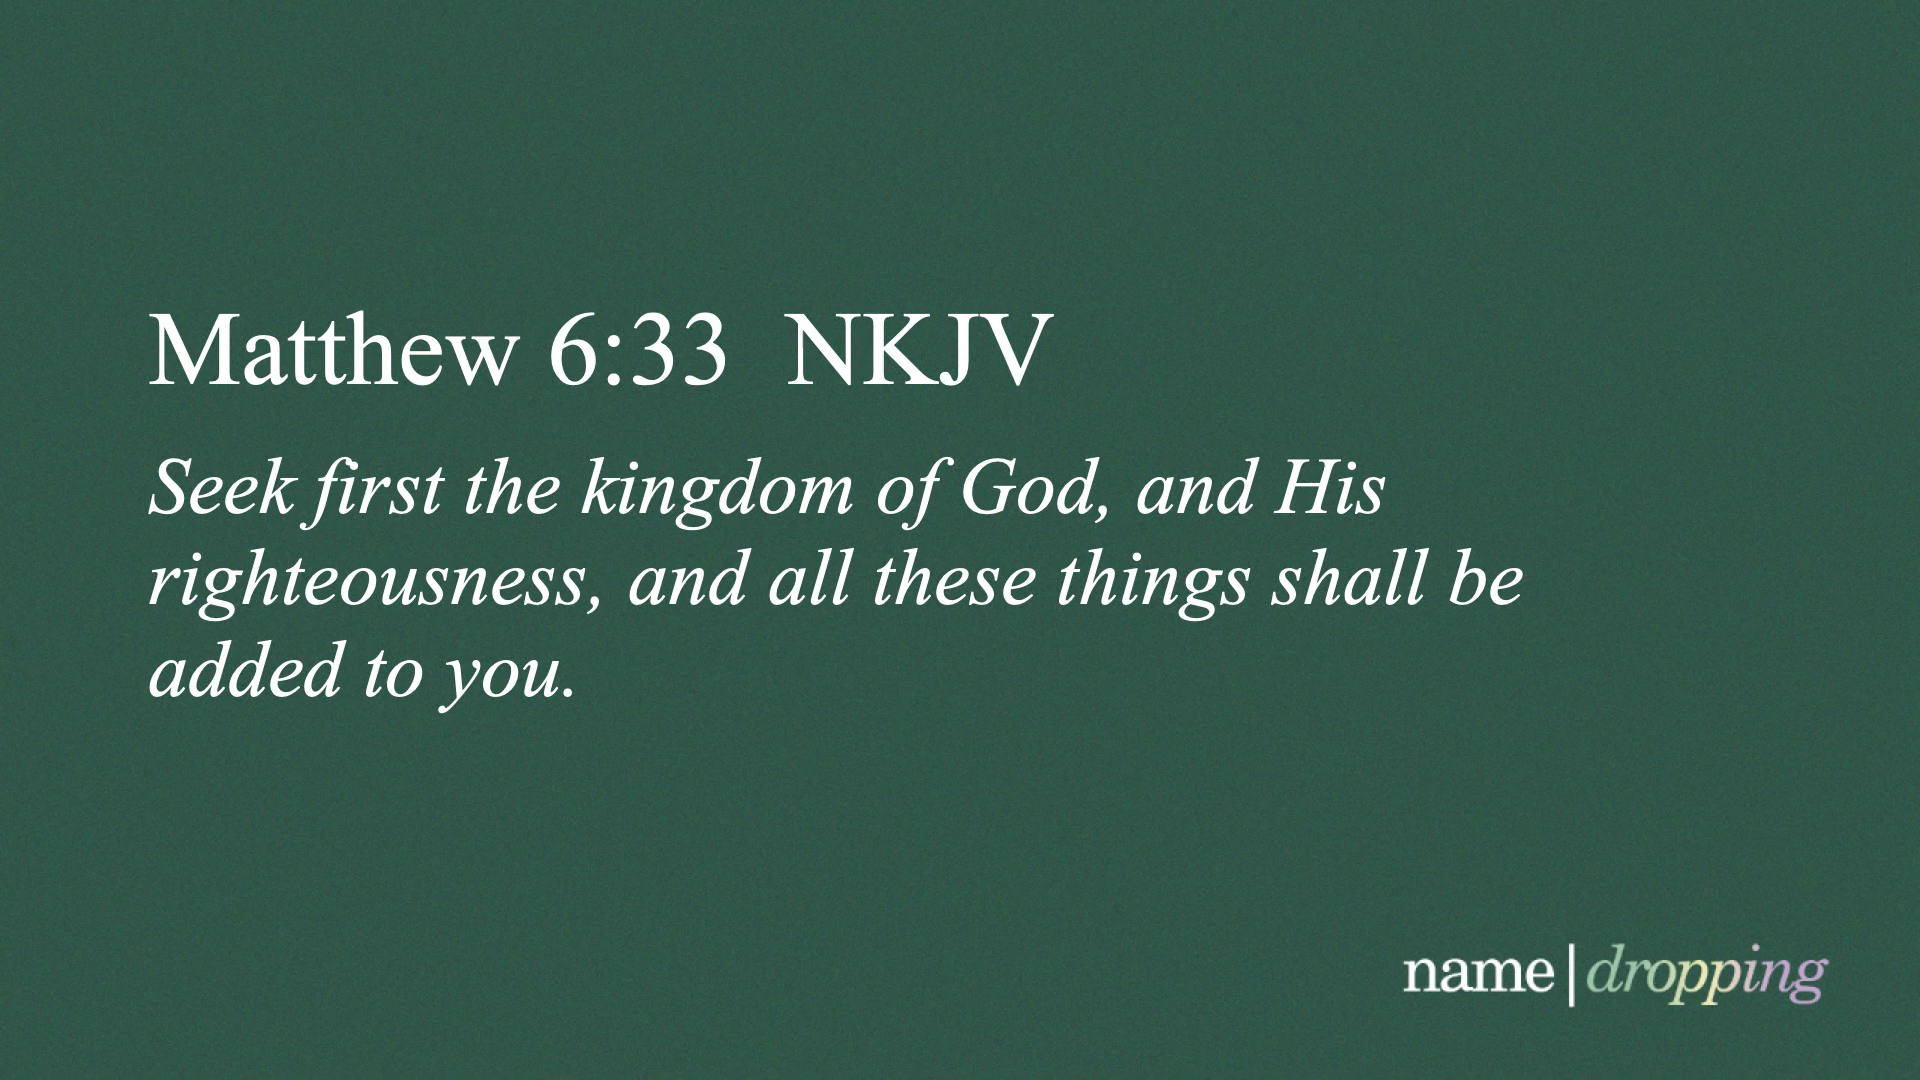 Matthew 6:33  NKJV
Seek first the kingdom of God, and His
righteousness, and all these things shall be
added to you.
name|dropping